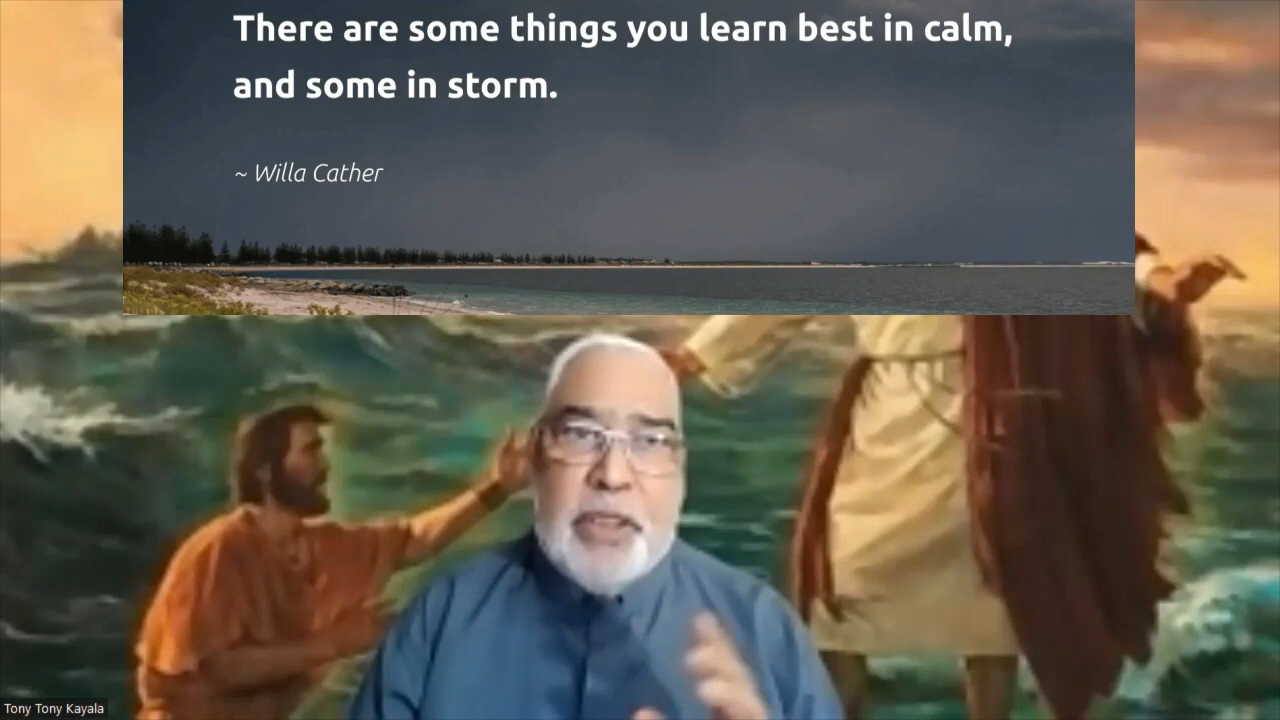 There are some things you learn best in calm,
and some in storm.
~ Willa Cather
Tony Tony Kayala